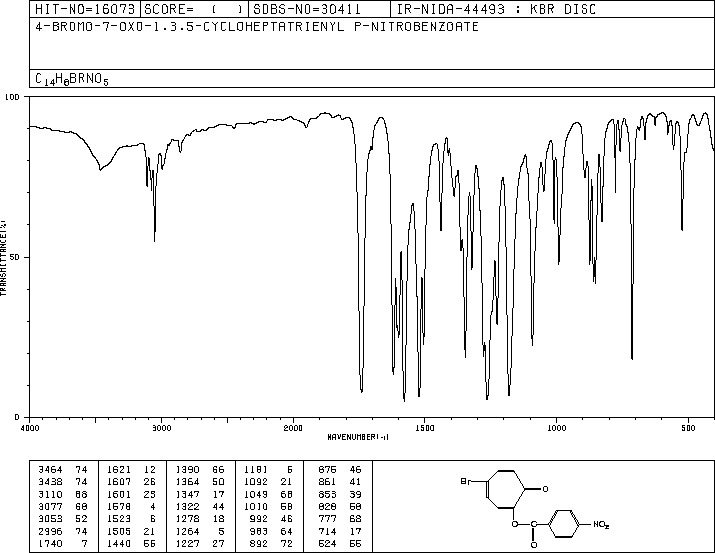 HIT-NO=16073 SCORE= ( ) SDBS-NO=30411 IR-NIDA-44493 : KBR DISC
4-BROMO-7-OXO-1,3,5-CYCLOHEPTATRIENYL P-NITROBENZOATE
C14H8BRNO5
100
50
0
TRANSMITTANCE(%)
4000 3000 2000 1500 1000 500
WAVENUMBER(-1)
3464 74 1621 12 1390 66 1181 6 875 46
3438 74 1607 26 1364 50 1092 21 861 41
3110 68 1601 23 1347 17 1049 68 853 39
3077 68 1578 4 1322 44 1010 58 828 58
3053 52 1523 6 1278 18 992 46 777 68
2996 74 1505 21 1264 5 983 64 714 17
1740 7 1440 56 1227 27 892 72 524 55
Br
O
O C NO2
O